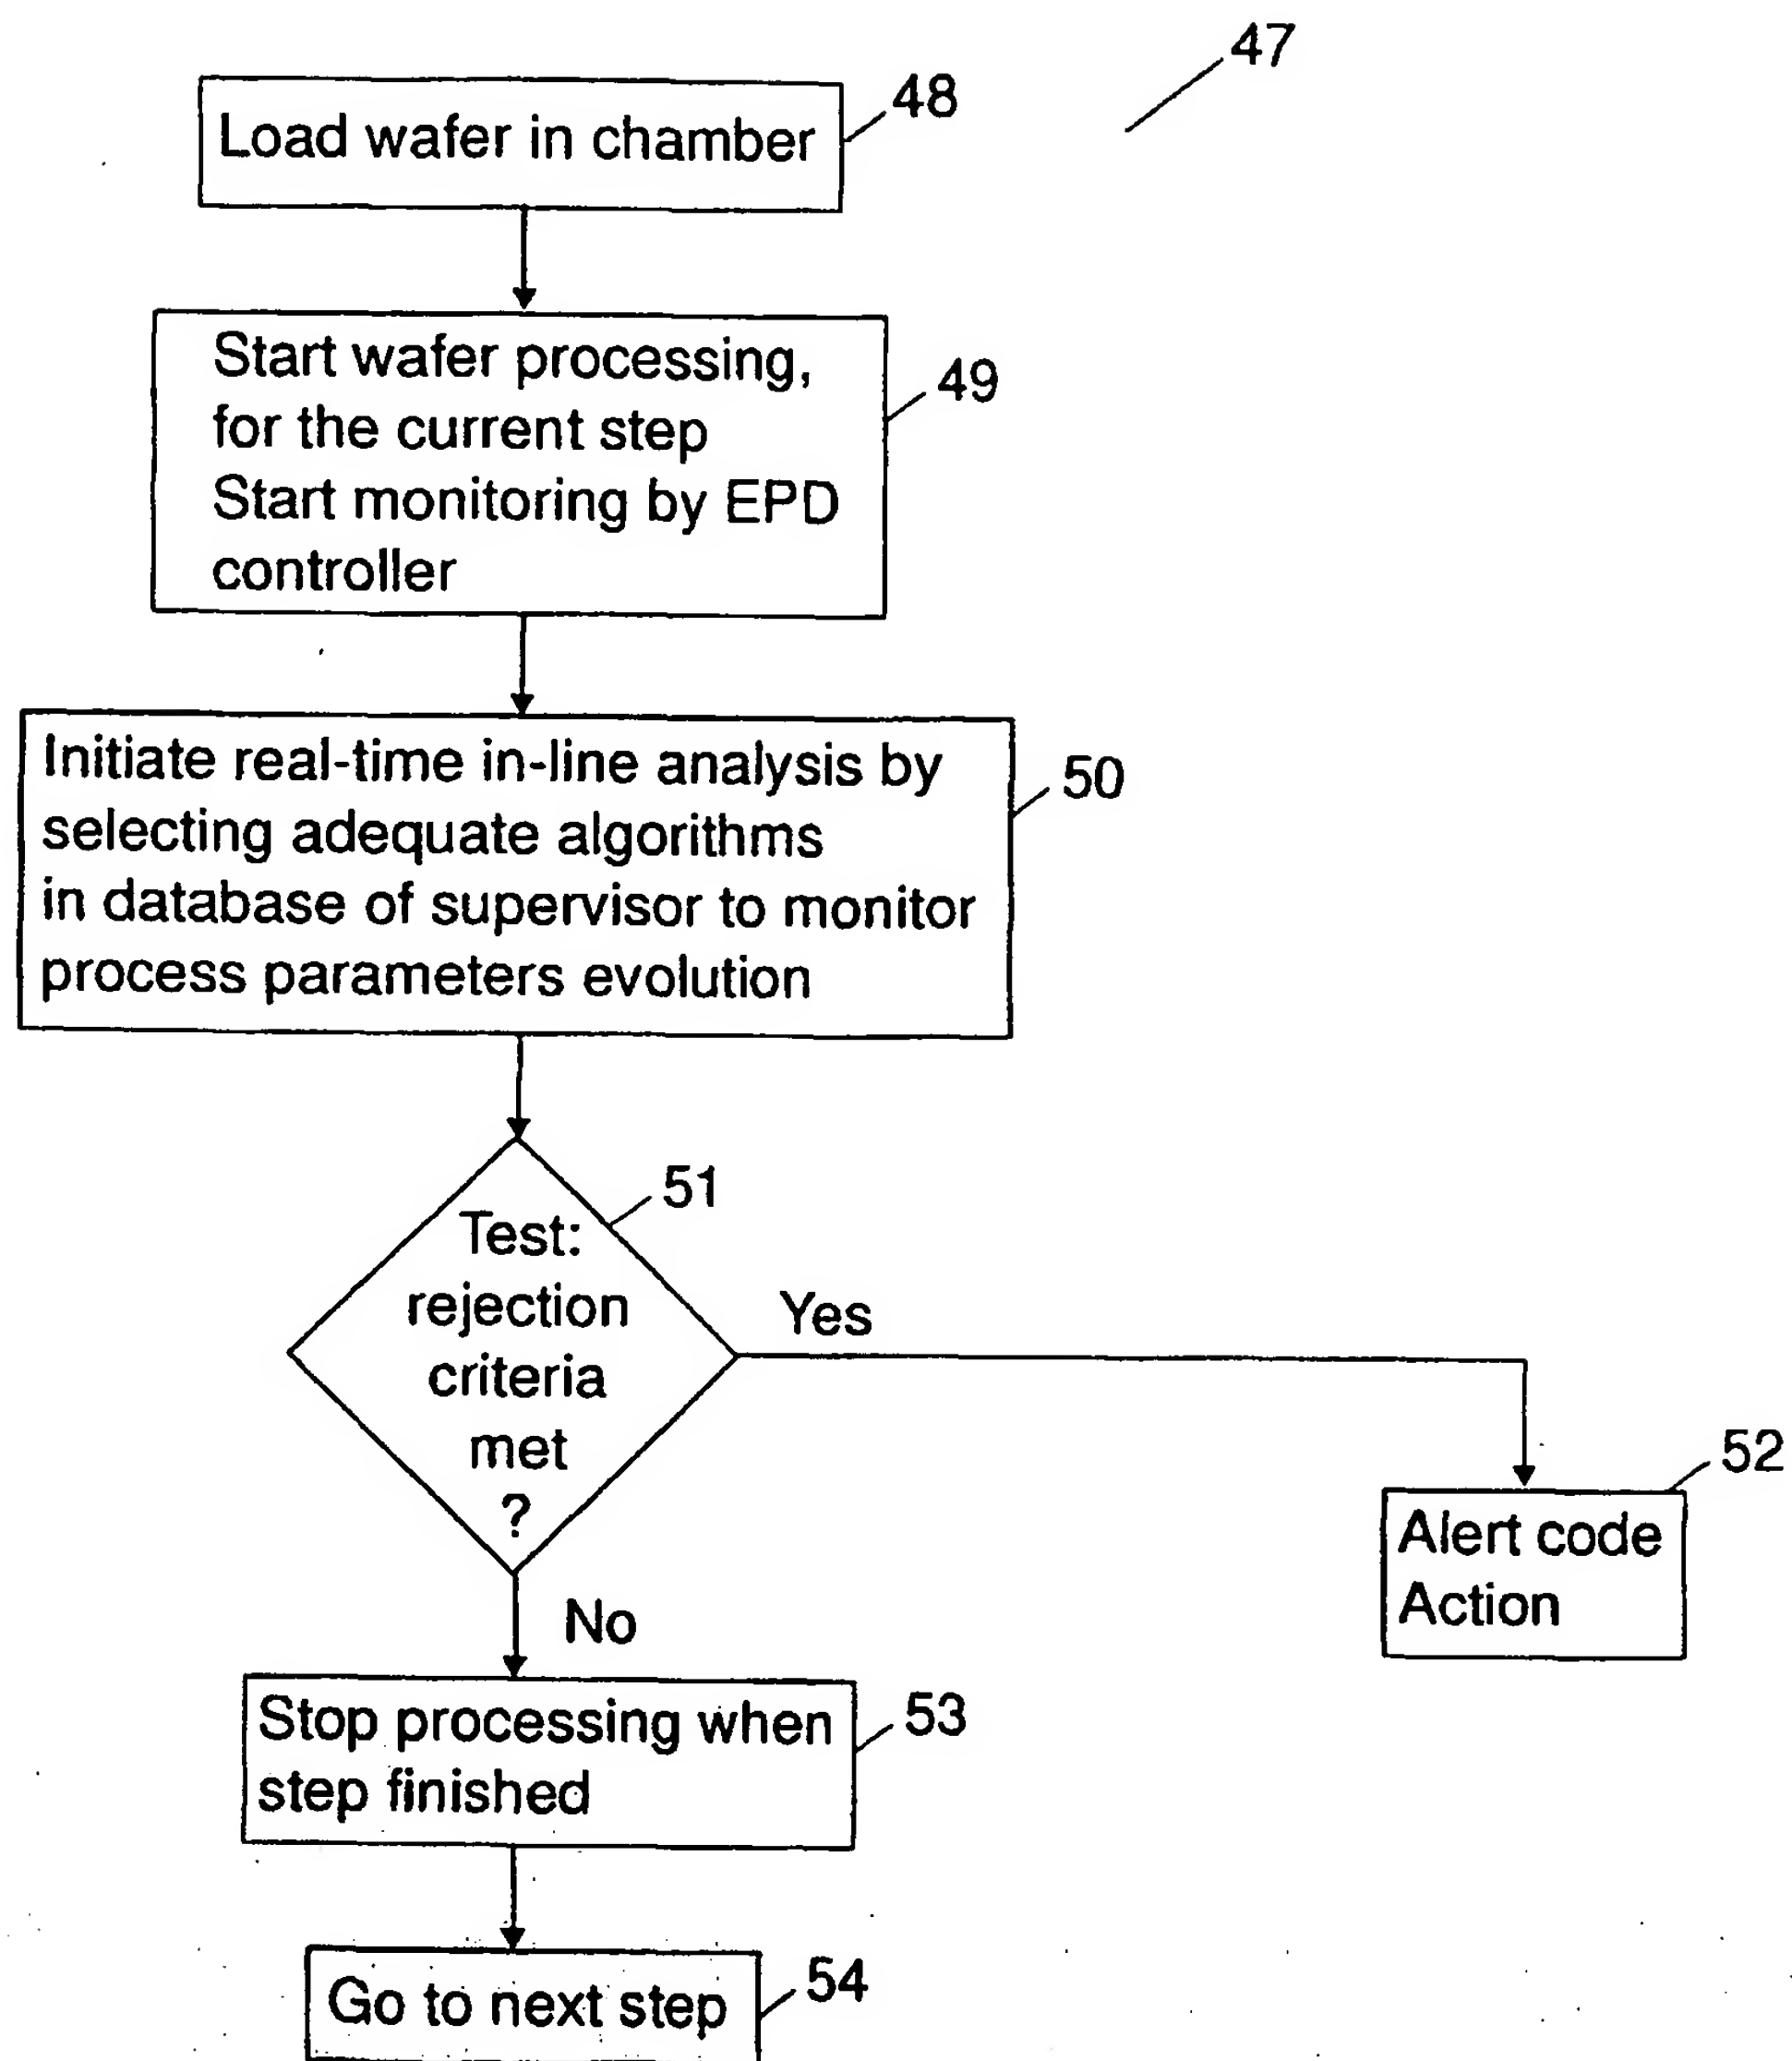 47
48
Load wafer in chamber
Start wafer processing,
for the current step
Start monitoring by EPD
controller
49
Initiate real-time in-line analysis by
selecting adequate algorithms
in database of supervisor to monitor
process parameters evolution
50
51
Test:
rejection
criteria
met
?
Yes
52
Alert code
Action
No
Stop processing when
step finished
53
Go to next step
54